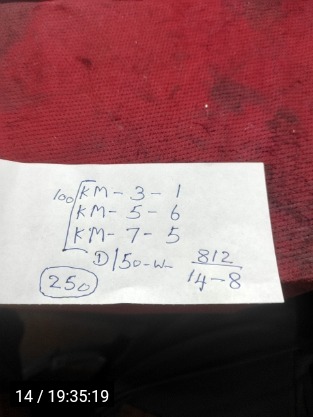 100 KM - 3 - 1
KM - 5 - 6
KM - 7 - 5
D/50-W- 812
14-8
250
14 / 19:35:19